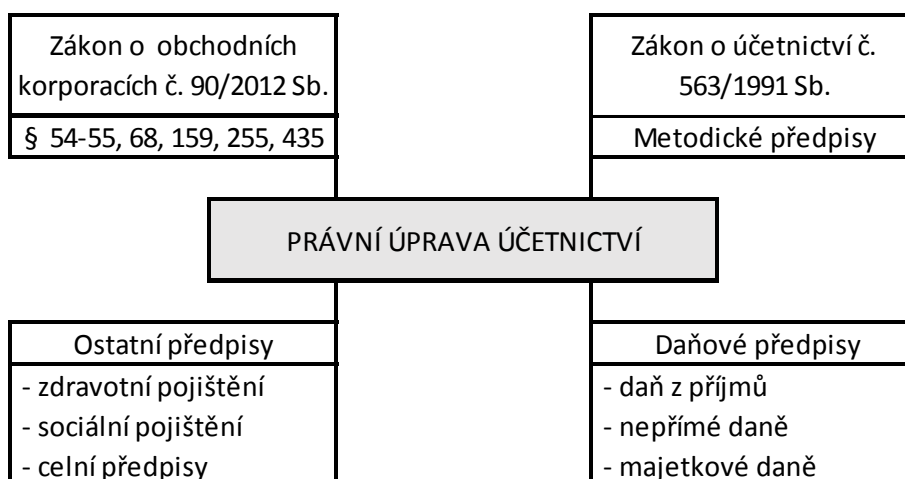 Zákon o obchodních
korporacích č. 90/2012 Sb.
§ 54-55, 68, 159, 255, 435
Zákon o účetnictví č.
563/1991 Sb.
Metodické předpisy
PRÁVNÍ ÚPRAVA ÚČETNICTVÍ
Ostatní předpisy
- zdravotní pojištění
- sociální pojištění
- celní předpisy
Daňové předpisy
- daň z příjmů
- nepřímé daně
- majetkové daně